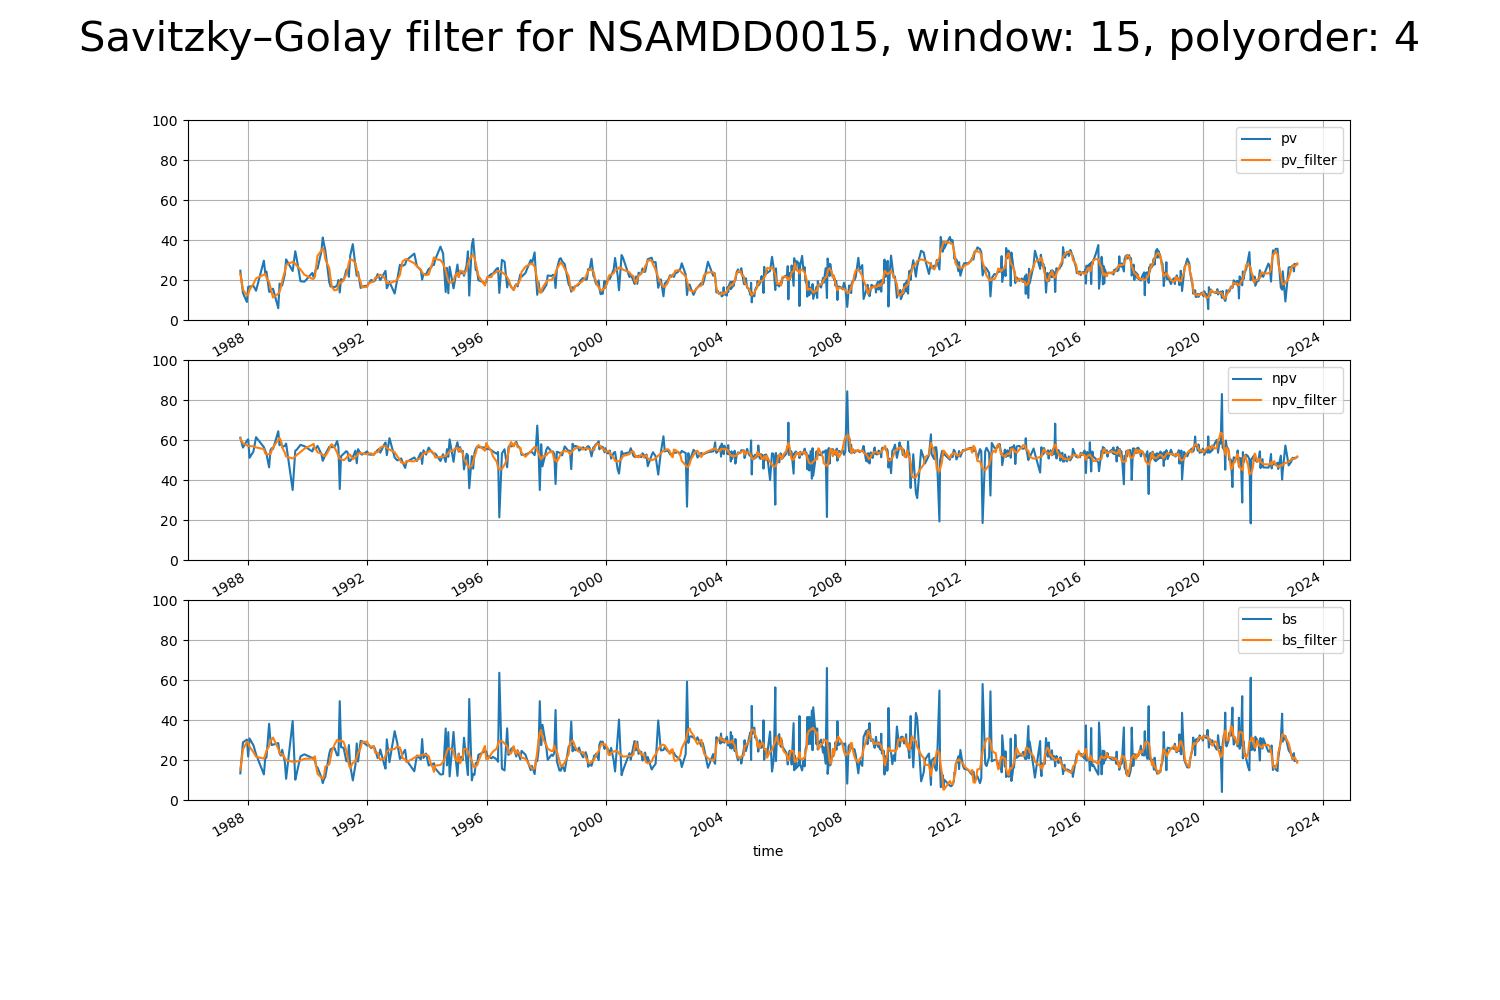 Savitzky–Golay filter for NSAMDD0015, window: 15, polyorder: 4
100
80
60
40
20
0
pv
pv_filter
1988 1992 1996 2000 2004 2008 2012 2016 2020 2024
100
80
60
40
20
0
npv
npv_filter
1988 1992 1996 2000 2004 2008 2012 2016 2020 2024
100
80
60
40
20
0
bs
bs_filter
1988 1992 1996 2000 2004 2008 2012 2016 2020 2024
time